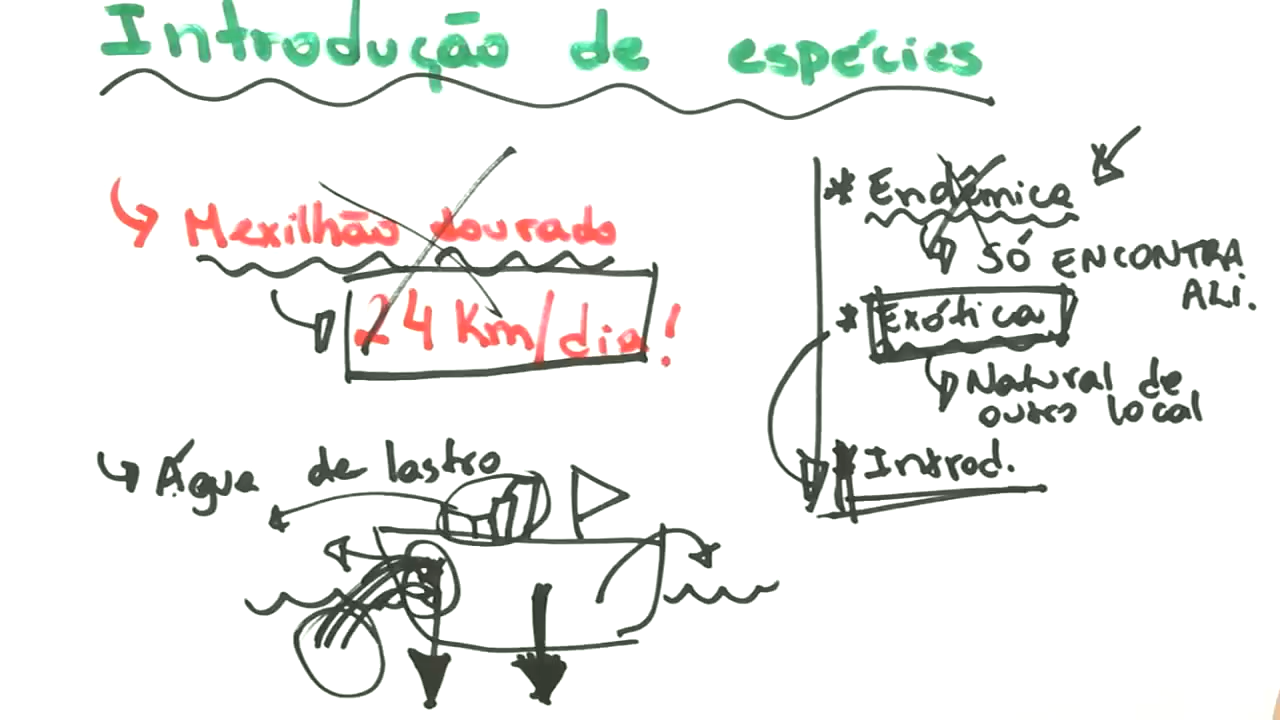 Introdução de espécies
Mexilhão dourado
24 Km/dia!
Água de lastro
* Endêmica
SÓ ENCONTRA
ALI.
* Exótica
Natural de
outro local
* Introd.